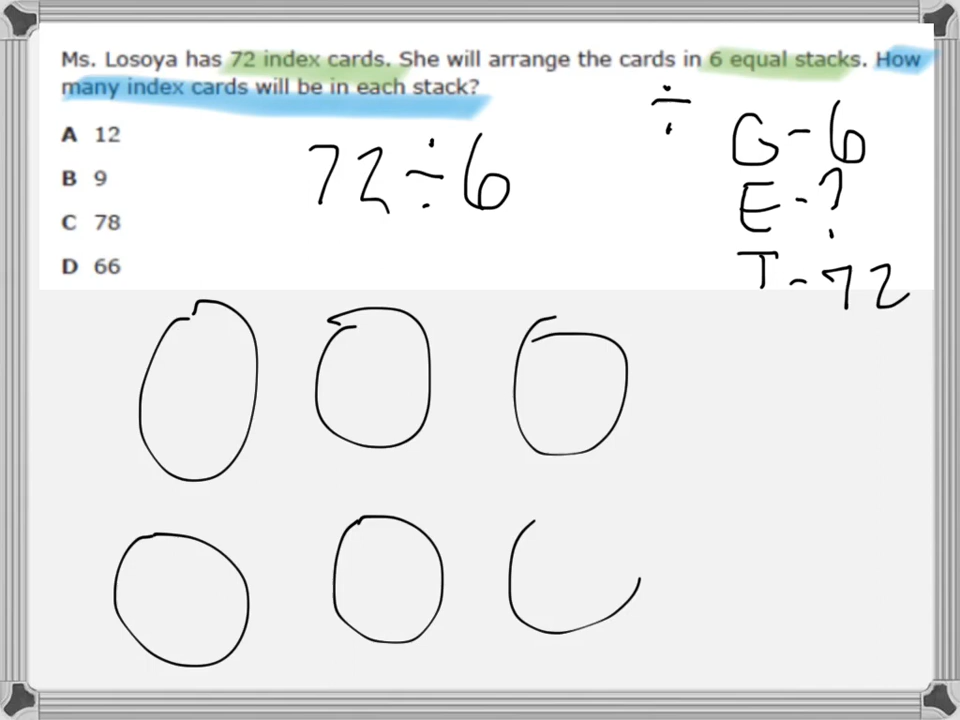 Ms. Losoya has 72 index cards. She will arrange the cards in 6 equal stacks. How
many index cards will be in each stack?
A 12
B 9
C 78
D 66
72 ÷ 6
÷
G - 6
E - ?
T - 72